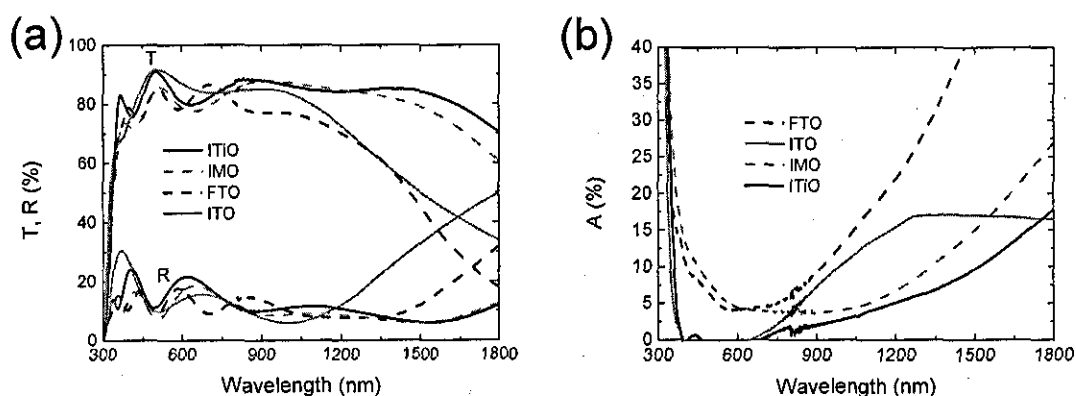 (a)
T, R (%)
100
80
60
40
20
0
T
ITiO
IMO
FTO
ITO
R
300 600 900 1200 1500 1800
Wavelength (nm)
(b)
A (%)
40
35
30
25
20
15
10
5
0
FTO
ITO
IMO
ITiO
300 600 900 1200 1500 1800
Wavelength (nm)